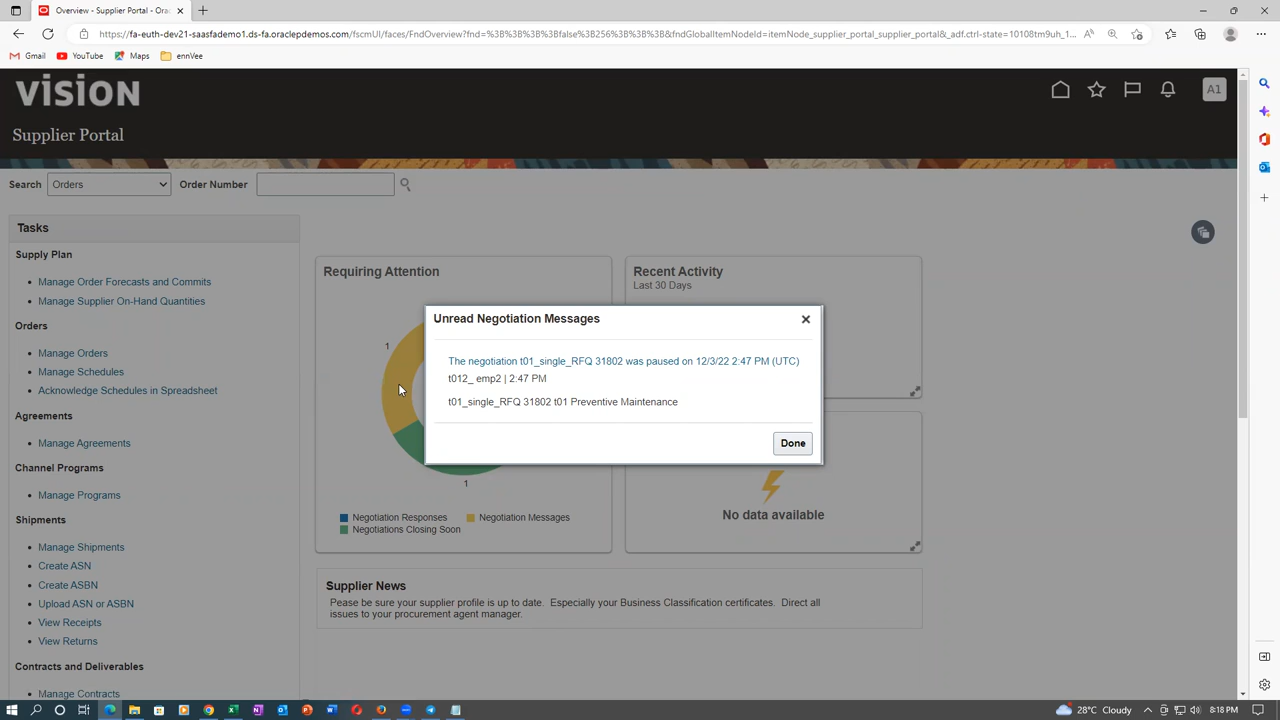 Overview - Supplier Portal - Orac
https://fa-euth-dev21-saasfademo1.ds-fa.oraclepdemos.com/fscmUI/faces/FndOverview?fnd=%3B%3B%3B%3Bfalse%3B256%3B%3B%3B&fndGlobalItemNodeId=itemNode_supplier_portal_supplier_portal&_adf.ctrl-state=10108tm9uh_1...
Gmail YouTube Maps ennVee
vision
A1
Supplier Portal
Search Orders Order Number
Tasks
Supply Plan
Manage Order Forecasts and Commits
Manage Supplier On-Hand Quantities
Orders
Manage Orders
Manage Schedules
Acknowledge Schedules in Spreadsheet
Agreements
Manage Agreements
Channel Programs
Manage Programs
Shipments
Manage Shipments
Create ASN
Create ASBN
Upload ASN or ASBN
View Receipts
View Returns
Contracts and Deliverables
Manage Contracts
Requiring Attention
1
1
Negotiation Responses Negotiation Messages
Negotiations Closing Soon
Recent Activity
Last 30 Days
Unread Negotiation Messages
The negotiation t01_single_RFQ 31802 was paused on 12/3/22 2:47 PM (UTC)
t012_ emp2 | 2:47 PM
t01_single_RFQ 31802 t01 Preventive Maintenance
Done
No data available
Supplier News
Pease be sure your supplier profile is up to date. Especially your Business Classification certificates. Direct all
issues to your procurement agent manager.
28°C Cloudy
8:18 PM